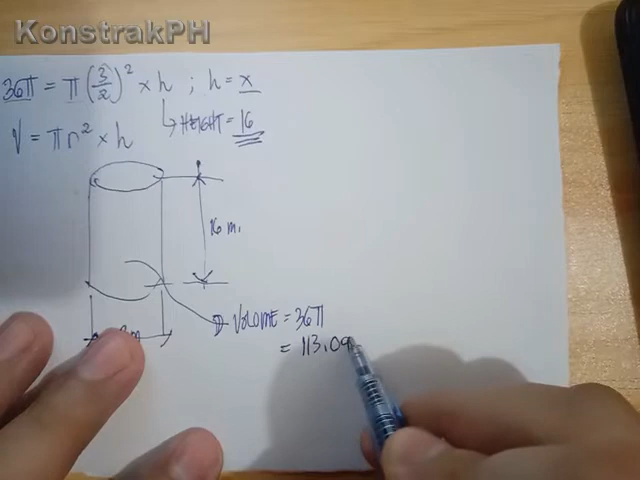 KonstrakPH
36π = π(3/2)² × h ; h = x
HEIGHT = 16
V = πr² × h
16 m.
VOLUME = 36π
= 113.09